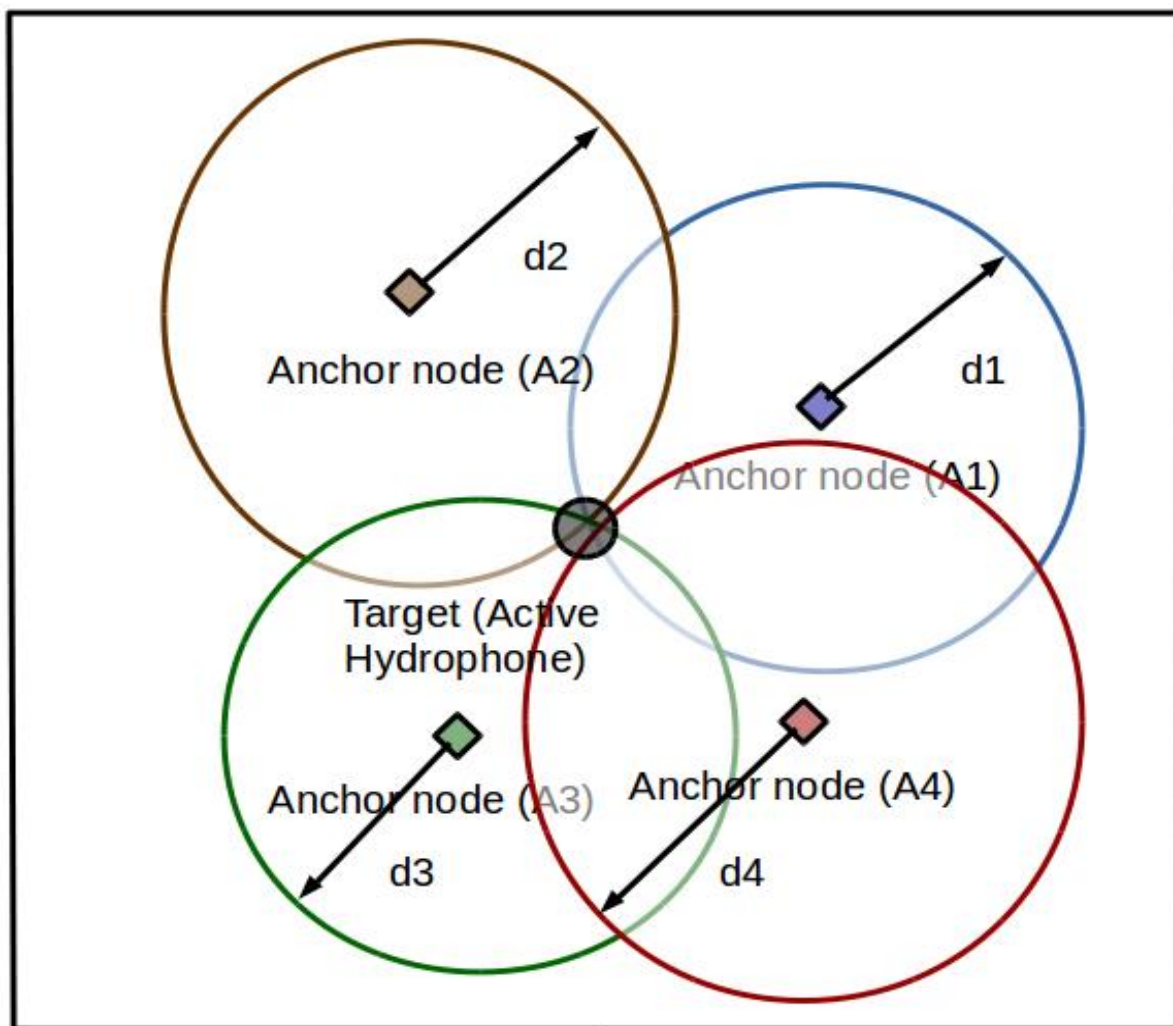 d2
Anchor node (A2)
d1
Anchor node (A1)
Target (Active
Hydrophone)
Anchor node (A3)
Anchor node (A4)
d3
d4